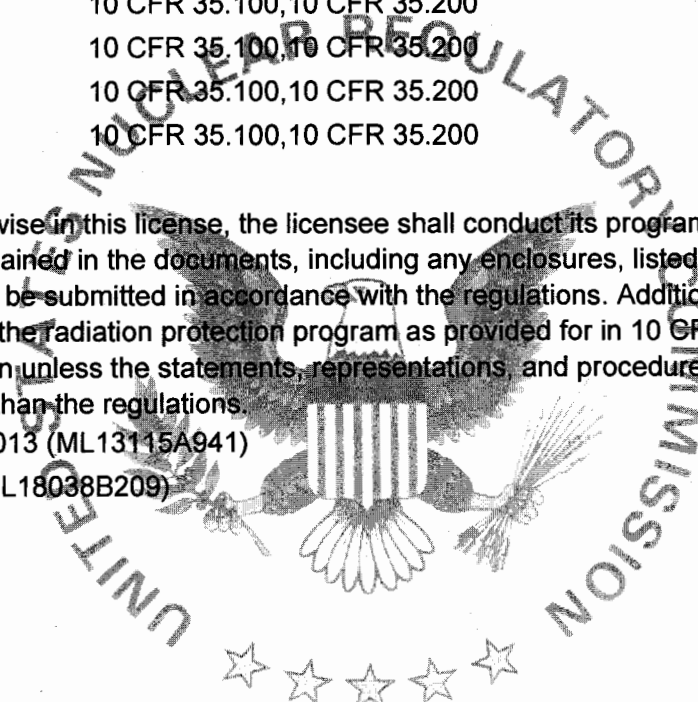 10 CFR 35.100,10 CFR 35.200
10 CFR 35.100,10 CFR 35.200
10 CFR 35.100,10 CFR 35.200
10 CFR 35.100,10 CFR 35.200
wise in this license, the licensee shall conduct its program
ained in the documents, including any enclosures, listed
be submitted in accordance with the regulations. Additio
the radiation protection program as provided for in 10 CF
n unless the statements, representations, and procedure
han the regulations.
013 (ML13115A941)
L18038B209)
UNITED STATES NUCLEAR REGULATORY COMMISSION